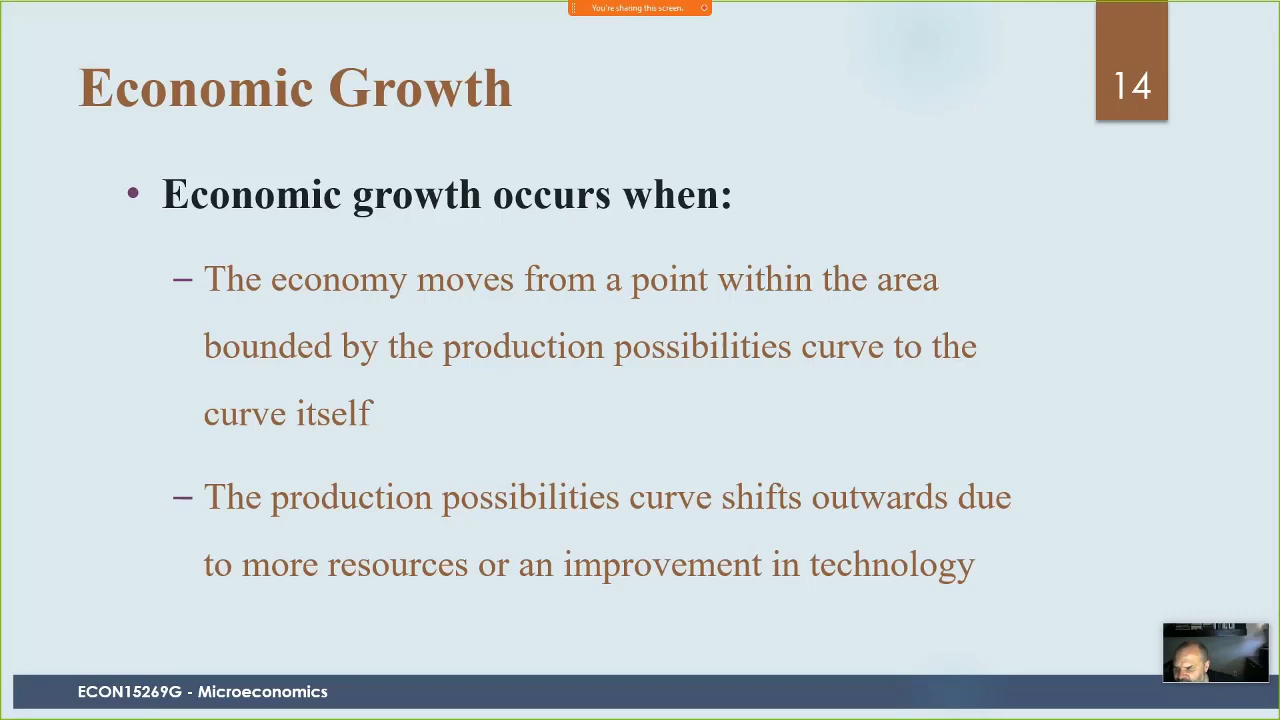 You're sharing this screen.
Economic Growth
14
• Economic growth occurs when:
– The economy moves from a point within the area
bounded by the production possibilities curve to the
curve itself
– The production possibilities curve shifts outwards due
to more resources or an improvement in technology
ECON15269G - Microeconomics